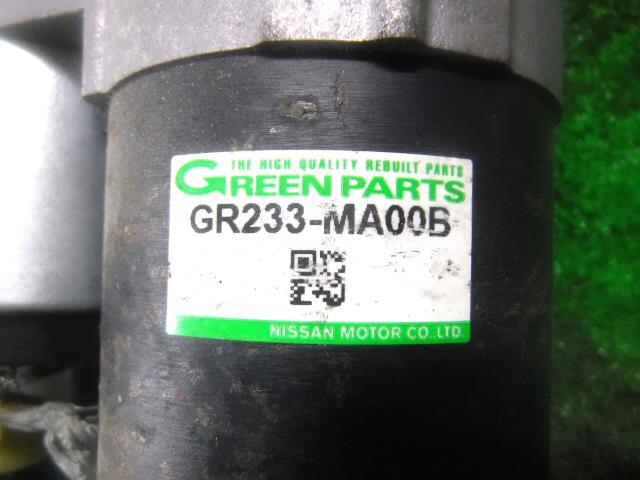 THE HIGH QUALITY REBUILT PARTS
GREEN PARTS
GR233-MA00B
NISSAN MOTOR CO.,LTD.